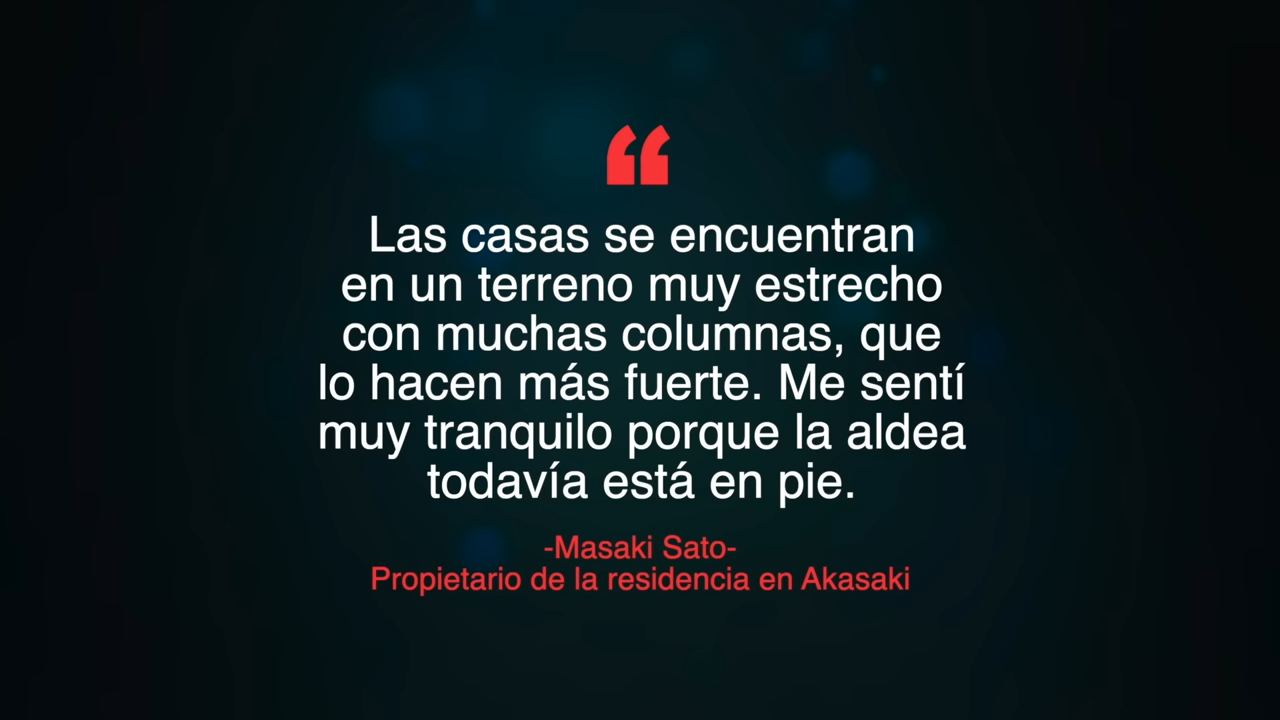 “
Las casas se encuentran
en un terreno muy estrecho
con muchas columnas, que
lo hacen más fuerte. Me sentí
muy tranquilo porque la aldea
todavía está en pie.
-Masaki Sato-
Propietario de la residencia en Akasaki